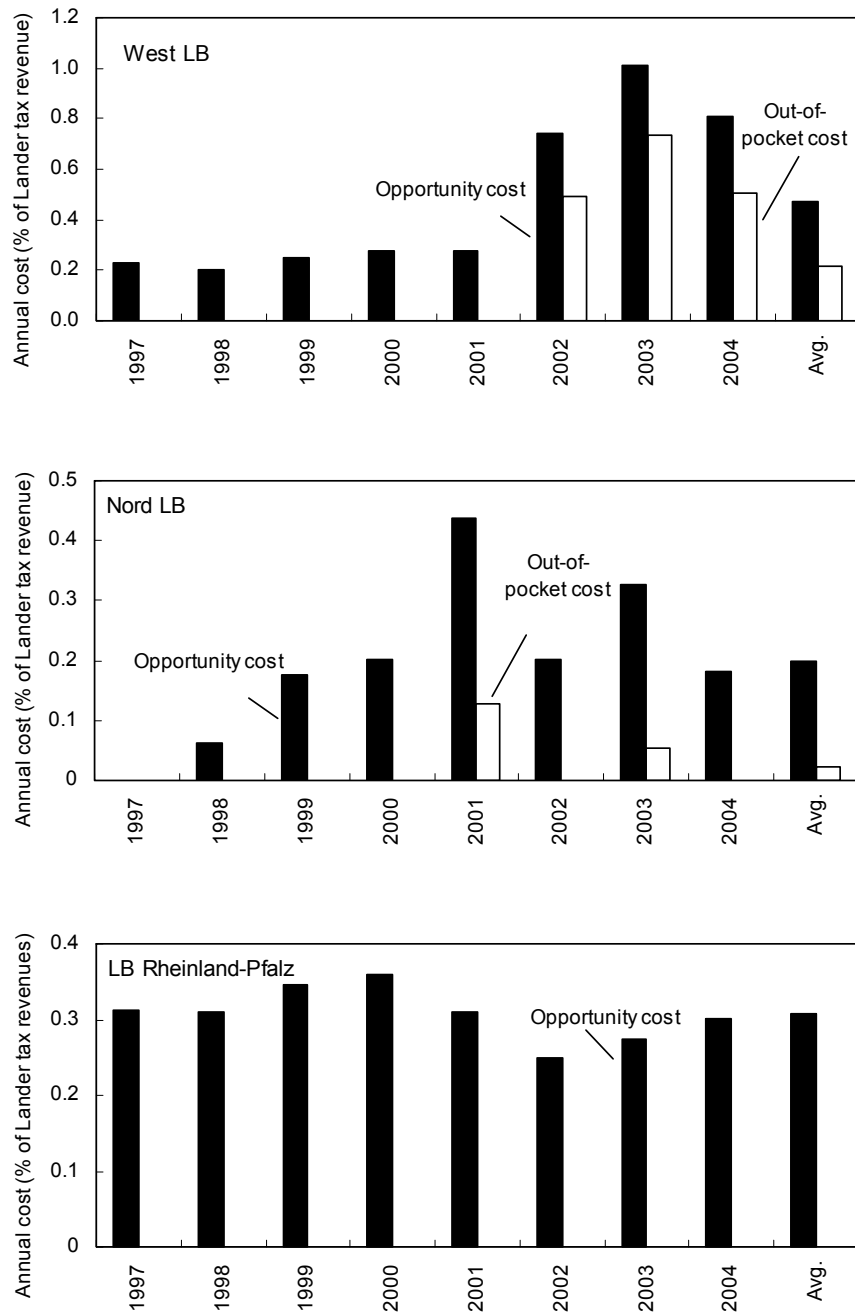 Annual cost (% of Lander tax revenue)
1.2
1.0
0.8
0.6
0.4
0.2
0.0
West LB
Opportunity cost
Out-of-
pocket cost
1997
1998
1999
2000
2001
2002
2003
2004
Avg.
Annual cost (% of Lander tax revenue)
0.5
0.4
0.3
0.2
0.1
0
Nord LB
Opportunity cost
Out-of-
pocket cost
1997
1998
1999
2000
2001
2002
2003
2004
Avg.
Annual cost (% of Lander tax revenues)
0.4
0.3
0.2
0.1
0
LB Rheinland-Pfalz
Opportunity cost
1997
1998
1999
2000
2001
2002
2003
2004
Avg.